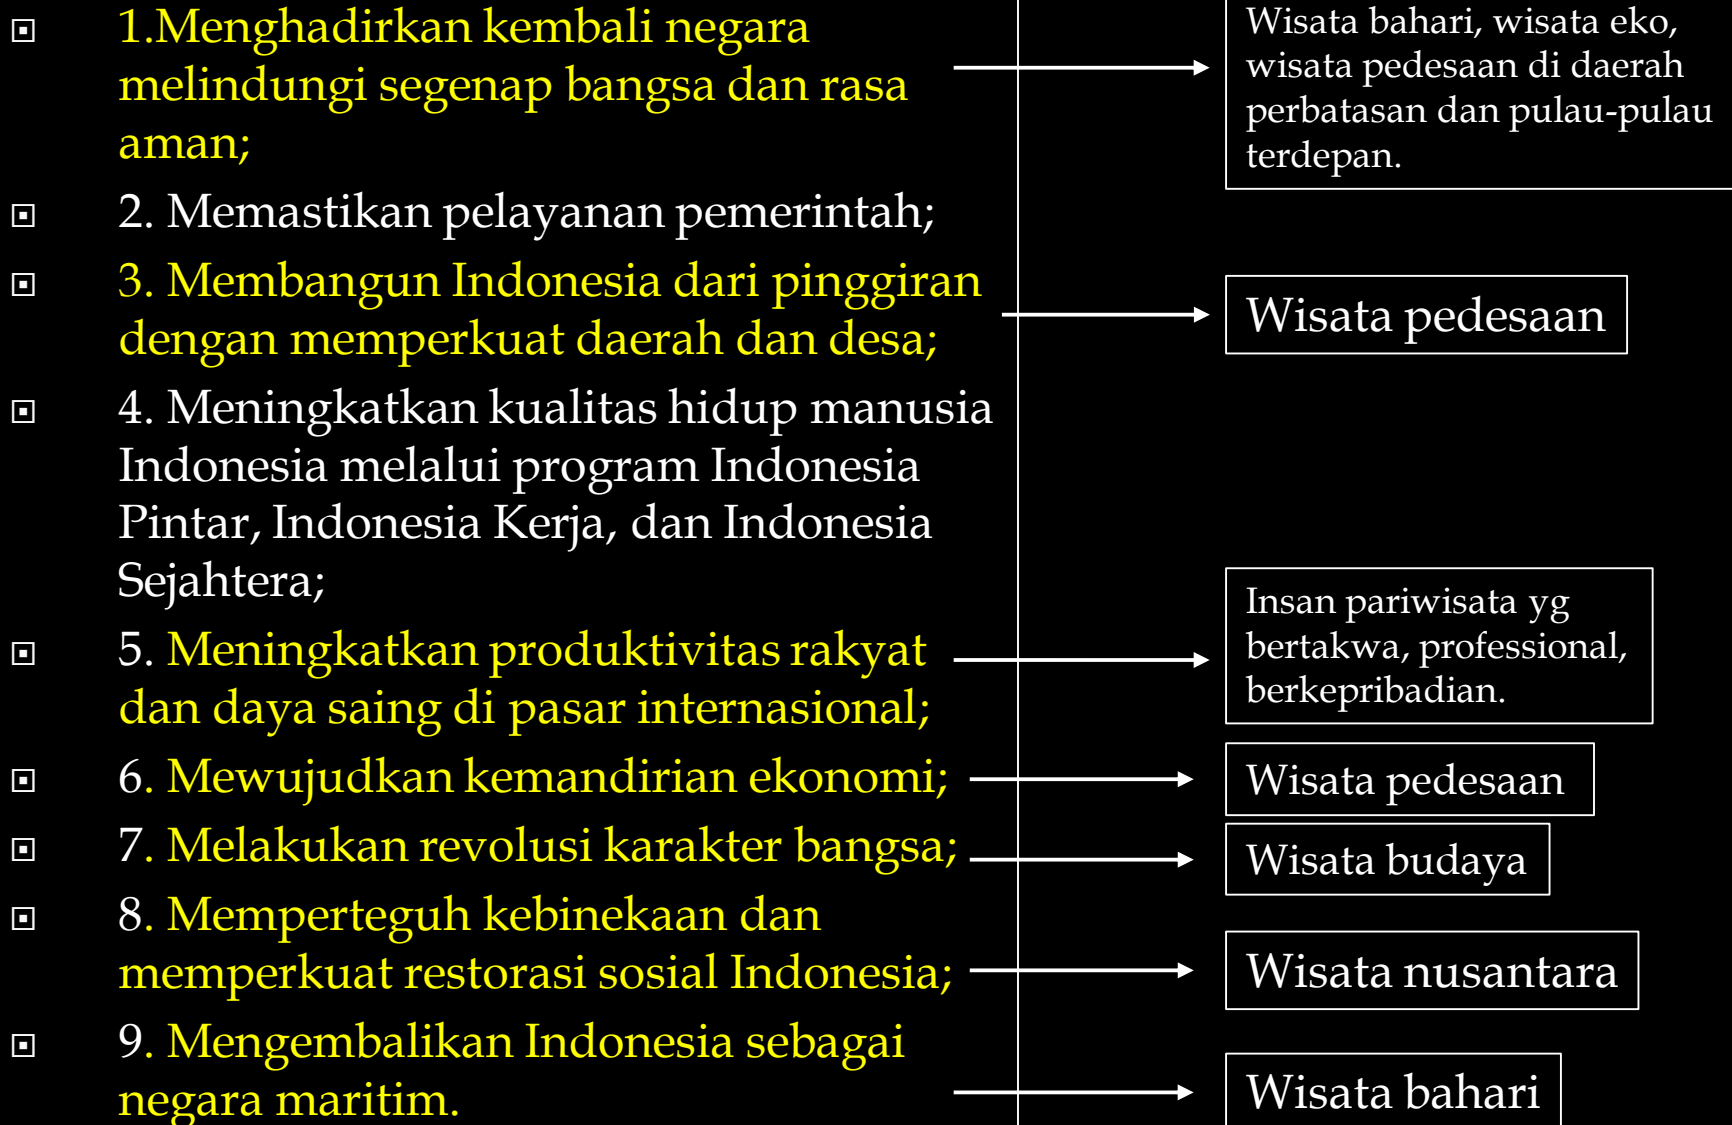 1.Menghadirkan kembali negara
melindungi segenap bangsa dan rasa
aman;
2. Memastikan pelayanan pemerintah;
3. Membangun Indonesia dari pinggiran
dengan memperkuat daerah dan desa;
4. Meningkatkan kualitas hidup manusia
Indonesia melalui program Indonesia
Pintar, Indonesia Kerja, dan Indonesia
Sejahtera;
5. Meningkatkan produktivitas rakyat
dan daya saing di pasar internasional;
6. Mewujudkan kemandirian ekonomi;
7. Melakukan revolusi karakter bangsa;
8. Memperteguh kebinekaan dan
memperkuat restorasi sosial Indonesia;
9. Mengembalikan Indonesia sebagai
negara maritim.
Wisata bahari, wisata eko,
wisata pedesaan di daerah
perbatasan dan pulau-pulau
terdepan.
Wisata pedesaan
Insan pariwisata yg
bertakwa, professional,
berkepribadian.
Wisata pedesaan
Wisata budaya
Wisata nusantara
Wisata bahari